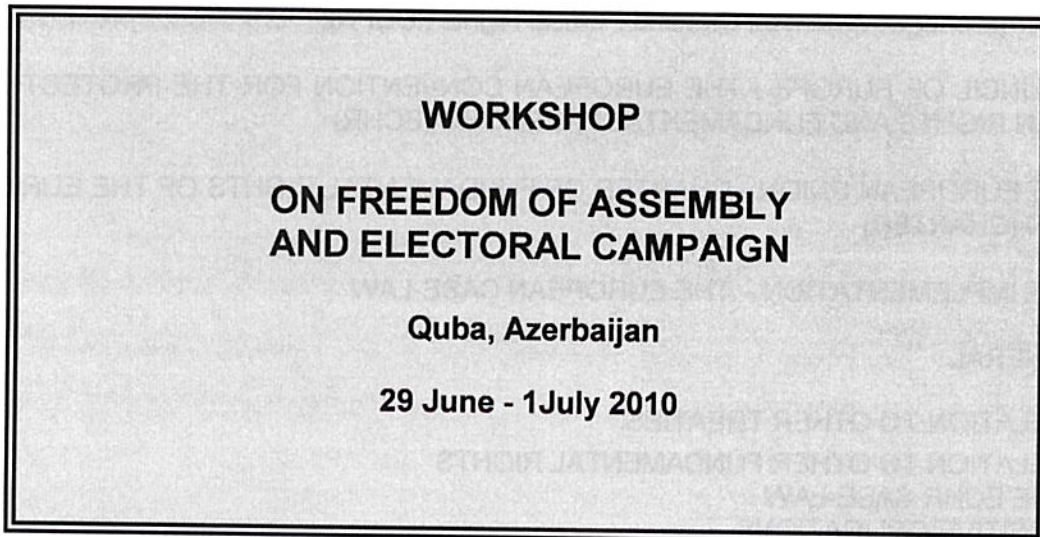 WORKSHOP
ON FREEDOM OF ASSEMBLY
AND ELECTORAL CAMPAIGN
Quba, Azerbaijan
29 June - 1July 2010